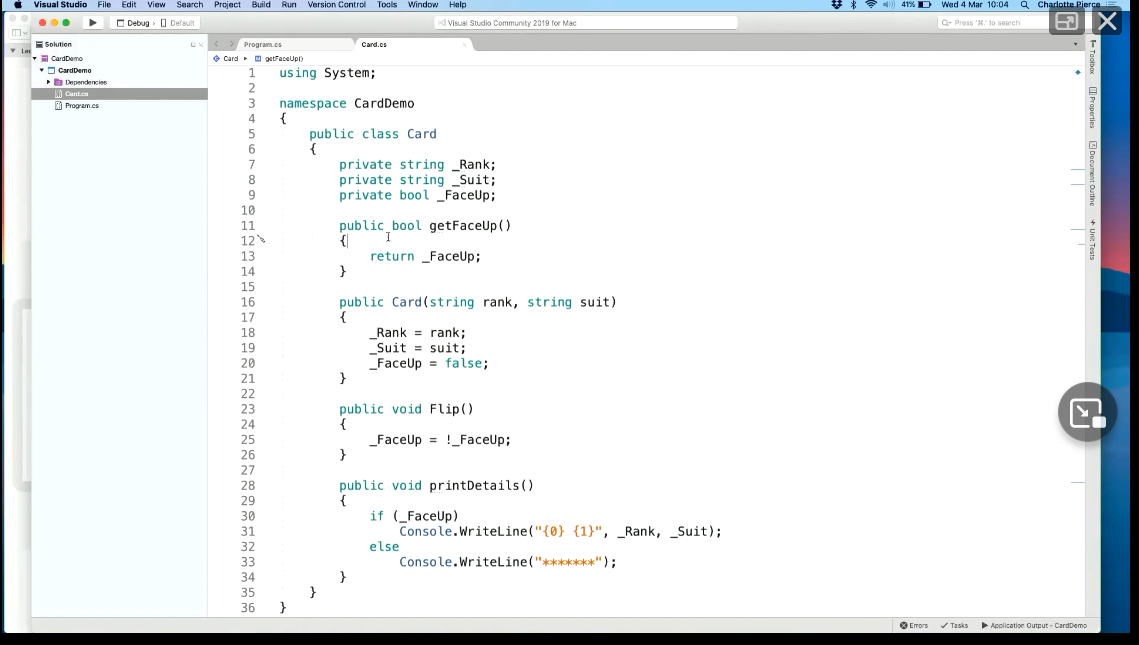 Visual Studio File Edit View Search Project Build Run Version Control Tools Window Help 41% Wed 4 Mar 10:04 Charlotte Pierce
Debug Default Visual Studio Community 2019 for Mac Press '⌘.' to search
Solution
CardDemo
CardDemo
Dependencies
Card.cs
Program.cs
Program.cs Card.cs
Card getFaceUp()
1 using System;
2
3 namespace CardDemo
4 {
5 public class Card
6 {
7 private string _Rank;
8 private string _Suit;
9 private bool _FaceUp;
10
11 public bool getFaceUp()
12 {
13 return _FaceUp;
14 }
15
16 public Card(string rank, string suit)
17 {
18 _Rank = rank;
19 _Suit = suit;
20 _FaceUp = false;
21 }
22
23 public void Flip()
24 {
25 _FaceUp = !_FaceUp;
26 }
27
28 public void printDetails()
29 {
30 if (_FaceUp)
31 Console.WriteLine("{0} {1}", _Rank, _Suit);
32 else
33 Console.WriteLine("*******");
34 }
35 }
36 }
Toolbox
Properties
Document Outline
Unit Tests
Errors Tasks Application Output - CardDemo